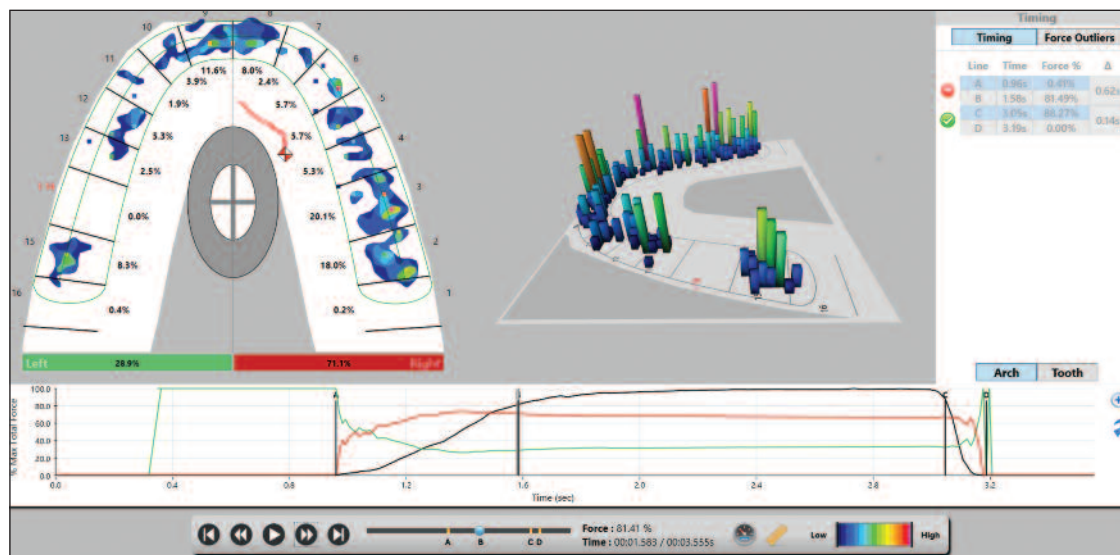 Timing
Timing Force Outliers
Line Time Force % Δ
A 0.96s 0.41%
0.62s
B 1.58s 81.49%
C 3.05s 88.27%
0.14s
D 3.19s 0.00%
9 8
10 7
11 6
12 5
13 4
3
15 2
16 1
11.6% 8.0%
3.9% 2.4%
1.9% 5.7%
5.3% 5.7%
2.5% 5.3%
0.0% 20.1%
8.3% 18.0%
0.4% 0.2%
Left 28.9% 71.1% Right
Arch Tooth
% Max Total Force
100.0
80.0
60.0
40.0
20.0
0.0
A C D
0.0 0.4 0.8 1.2 1.6 2.0 2.4 2.8 3.2
Time (sec)
Force : 81.41 %
Time : 00:01.583 / 00:03.555s
A B C D
Low High